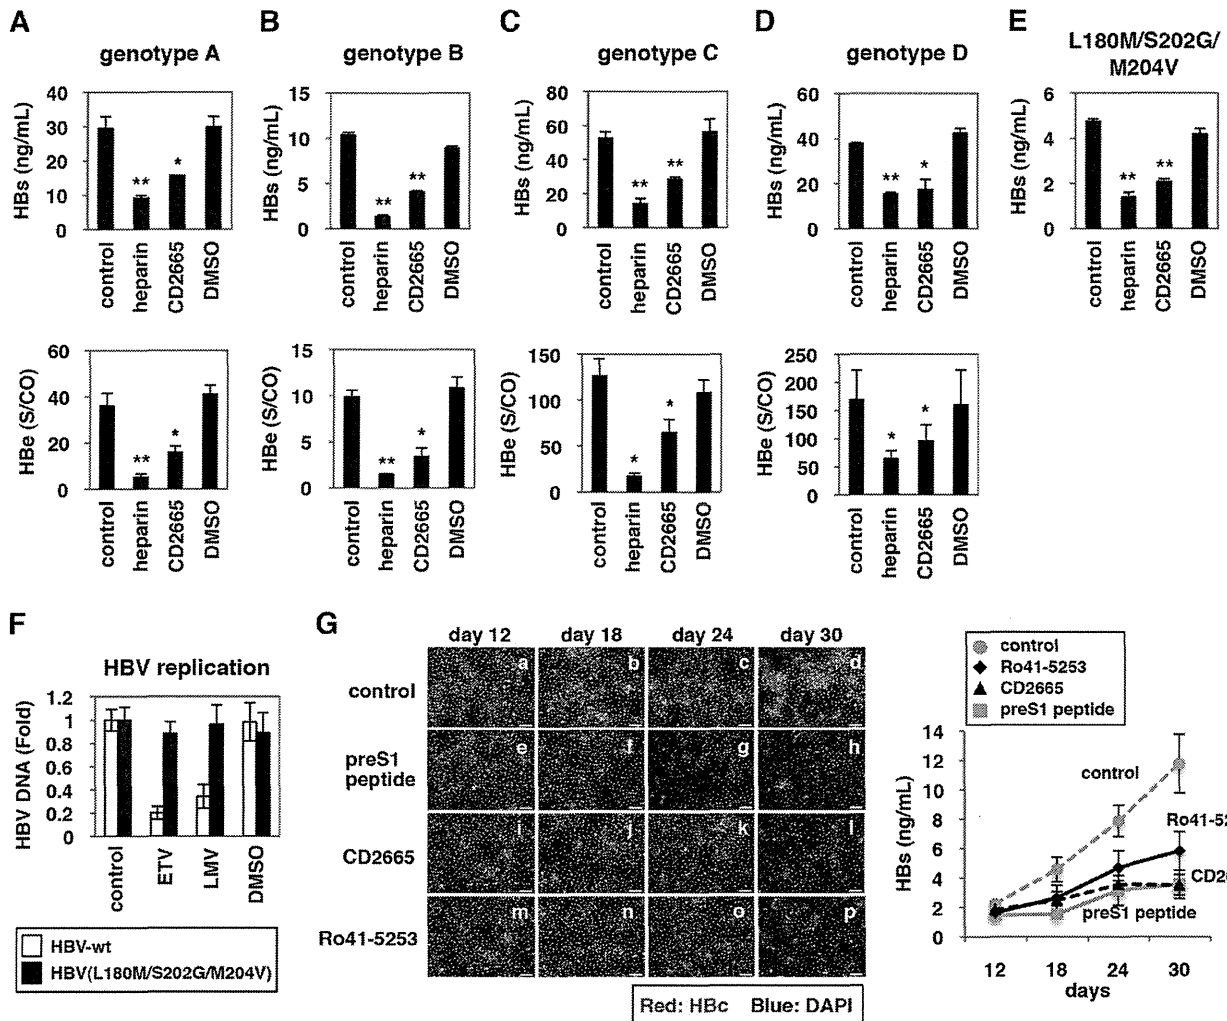 A
genotype A
HBs (ng/mL)
40
30
20
10
0
**
*
control
heparin
CD2665
DMSO
HBe (S/CO)
60
40
20
0
**
*
control
heparin
CD2665
DMSO
B
genotype B
HBs (ng/mL)
15
10
5
0
**
**
control
heparin
CD2665
DMSO
HBe (S/CO)
15
10
5
0
**
*
control
heparin
CD2665
DMSO
C
genotype C
HBs (ng/mL)
80
60
40
20
0
**
**
control
heparin
CD2665
DMSO
HBe (S/CO)
150
100
50
0
*
*
control
heparin
CD2665
DMSO
D
genotype D
HBs (ng/mL)
60
40
20
0
**
*
control
heparin
CD2665
DMSO
HBe (S/CO)
250
200
150
100
50
0
*
*
control
heparin
CD2665
DMSO
E
L180M/S202G/
M204V
HBs (ng/mL)
6
4
2
0
**
**
control
heparin
CD2665
DMSO
F
HBV replication
HBV DNA (Fold)
1.2
1
0.8
0.6
0.4
0.2
0
control
ETV
LMV
DMSO
HBV-wt
HBV(L180M/S202G/M204V)
G
day 12
day 18
day 24
day 30
control
a
b
c
d
preS1
peptide
e
f
g
h
CD2665
i
j
k
l
Ro41-5253
m
n
o
p
Red: HBc Blue: DAPI
control
Ro41-5253
CD2665
preS1 peptide
HBs (ng/mL)
14
12
10
8
6
4
2
0
control
Ro41-52
CD26
preS1 peptide
12
18
24
30
days